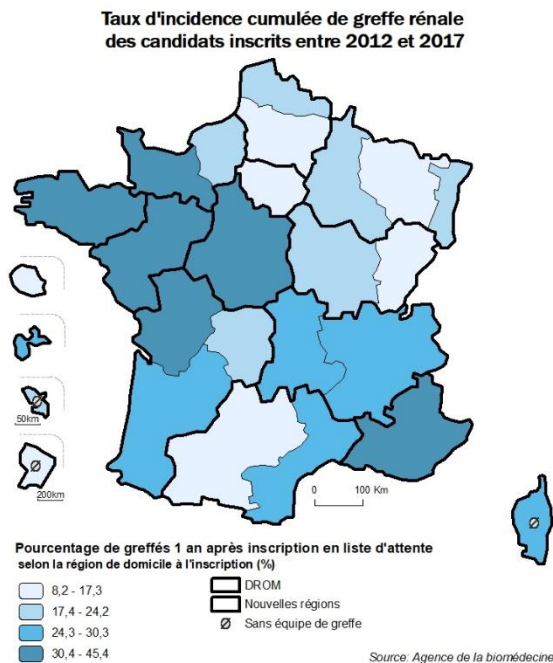 Taux d'incidence cumulée de greffe rénale
des candidats inscrits entre 2012 et 2017
50km
200km
0 100 Km
Pourcentage de greffés 1 an après inscription en liste d'attente
selon la région de domicile à l'inscription (%)
8,2 - 17,3
17,4 - 24,2
24,3 - 30,3
30,4 - 45,4
DROM
Nouvelles régions
Sans équipe de greffe
Source: Agence de la biomédecine